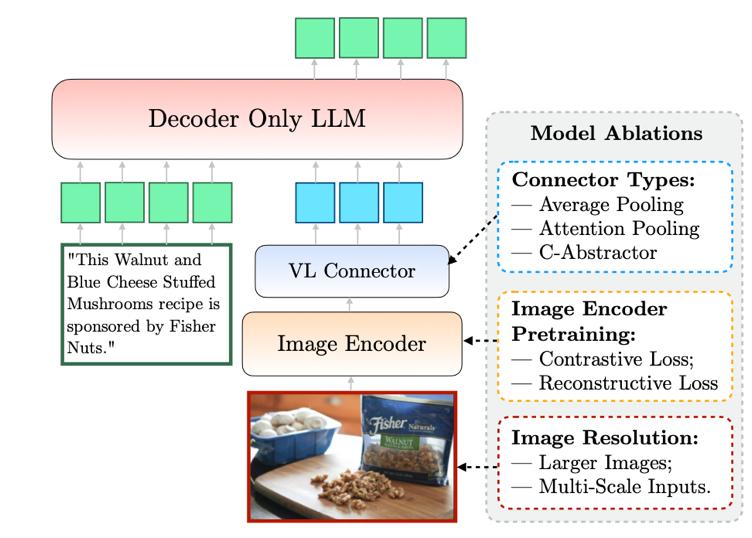 Decoder Only LLM
"This Walnut and
Blue Cheese Stuffed
Mushrooms recipe is
sponsored by Fisher
Nuts."
VL Connector
Image Encoder
Fisher
Naturals
WALNUT
Model Ablations
Connector Types:
— Average Pooling
— Attention Pooling
— C-Abstractor
Image Encoder
Pretraining:
— Contrastive Loss;
— Reconstructive Loss
Image Resolution:
— Larger Images;
— Multi-Scale Inputs.